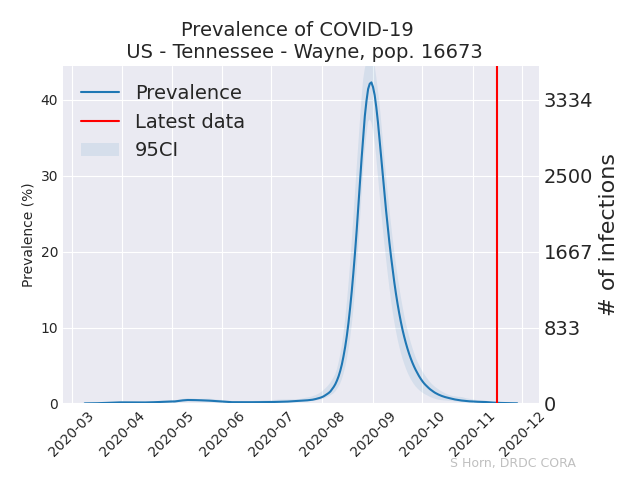 Prevalence of COVID-19
US - Tennessee - Wayne, pop. 16673
Prevalence
Latest data
95CI
Prevalence (%)
40
30
20
10
0
3334
2500
1667
833
0
# of infections
2020-03
2020-04
2020-05
2020-06
2020-07
2020-08
2020-09
2020-10
2020-11
2020-12
S Horn, DRDC CORA